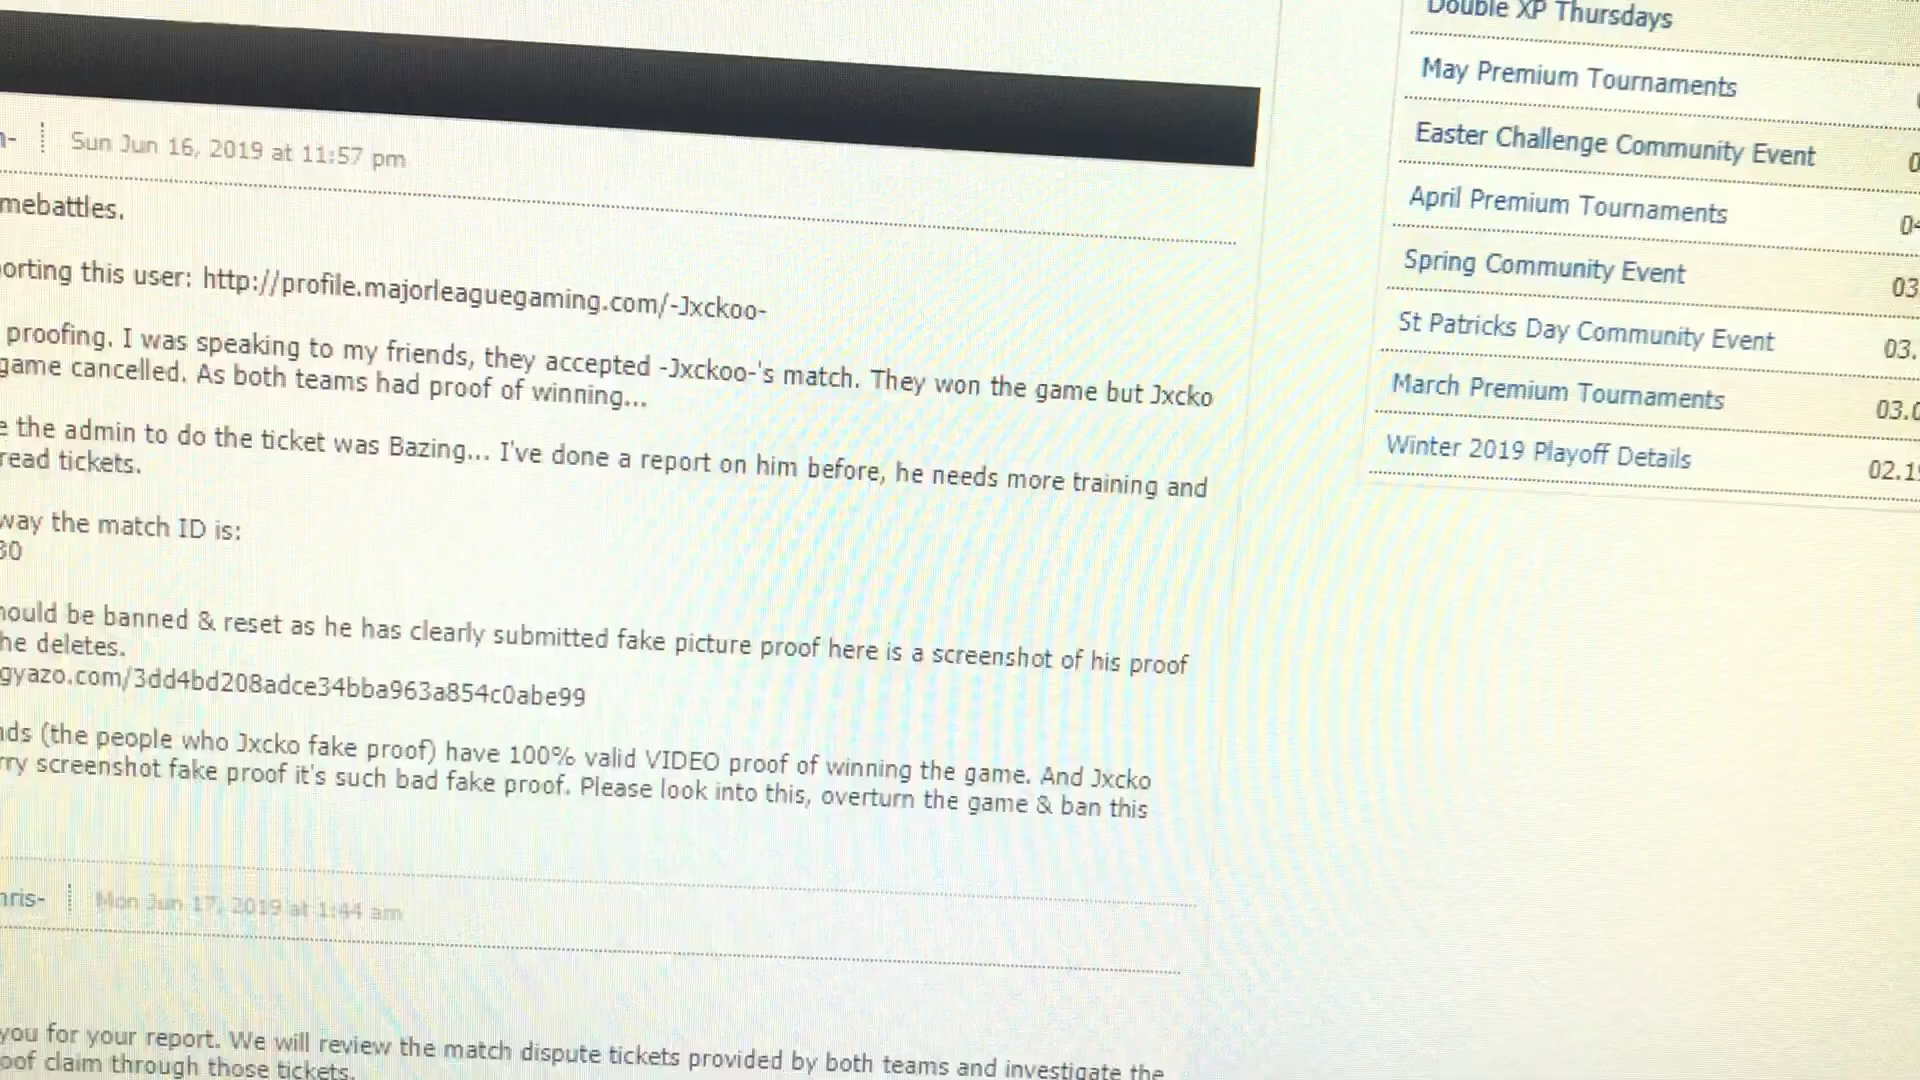 Sun Jun 16, 2019 at 11:57 pm
mebattles.
orting this user: http://profile.majorleaguegaming.com/-Jxckoo-
proofing. I was speaking to my friends, they accepted -Jxckoo-'s match. They won the game but Jxcko
game cancelled. As both teams had proof of winning...
e the admin to do the ticket was Bazing... I've done a report on him before, he needs more training and
read tickets.
way the match ID is:
30
hould be banned & reset as he has clearly submitted fake picture proof here is a screenshot of his proof
he deletes.
gyazo.com/3dd4bd208adce34bba963a854c0abe99
nds (the people who Jxcko fake proof) have 100% valid VIDEO proof of winning the game. And Jxcko
rry screenshot fake proof it's such bad fake proof. Please look into this, overturn the game & ban this
hris-
Mon Jun 17, 2019 at 1:44 am
you for your report. We will review the match dispute tickets provided by both teams and investigate the
oof claim through those tickets.
Double XP Thursdays
May Premium Tournaments
Easter Challenge Community Event
April Premium Tournaments
Spring Community Event 03
St Patricks Day Community Event 03.
March Premium Tournaments 03.0
Winter 2019 Playoff Details 02.19